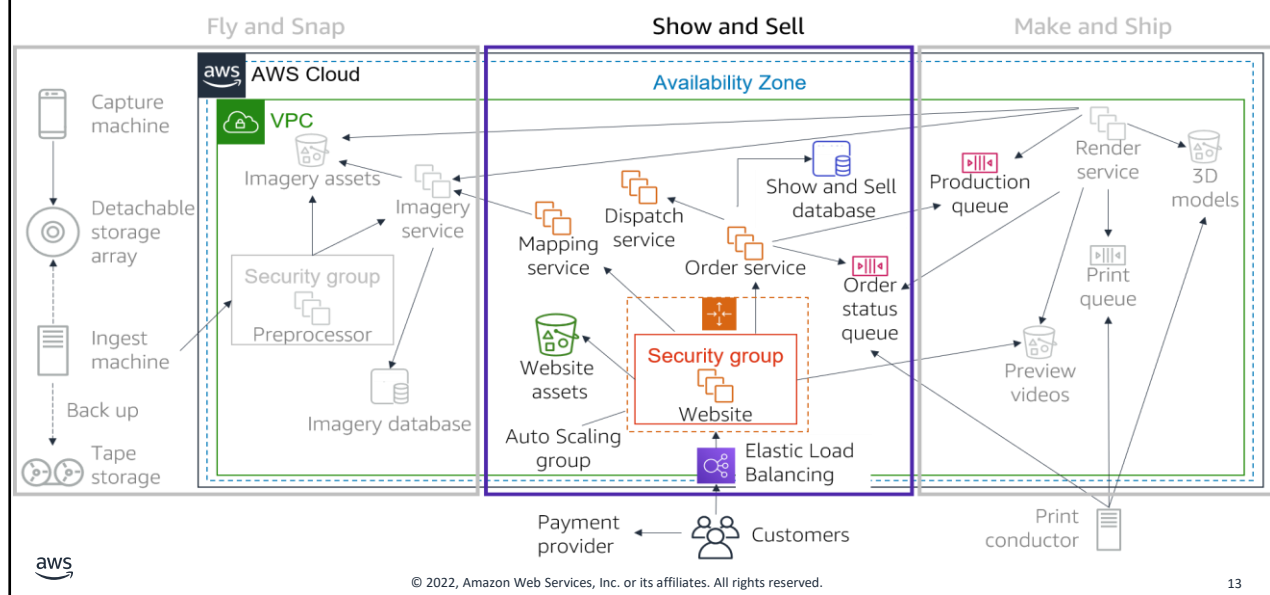 Fly and Snap
Show and Sell
Make and Ship
aws
AWS Cloud
Availability Zone
VPC
Capture
machine
Detachable
storage
array
Ingest
machine
Back up
Tape
storage
Imagery assets
Imagery
service
Security group
Preprocessor
Imagery database
Mapping
service
Dispatch
service
Show and Sell
database
Order service
Order
status
queue
Website
assets
Security group
Website
Auto Scaling
group
Elastic Load
Balancing
Payment
provider
Customers
Production
queue
Render
service
3D
models
Print
queue
Preview
videos
Print
conductor
aws
© 2022, Amazon Web Services, Inc. or its affiliates. All rights reserved.
13